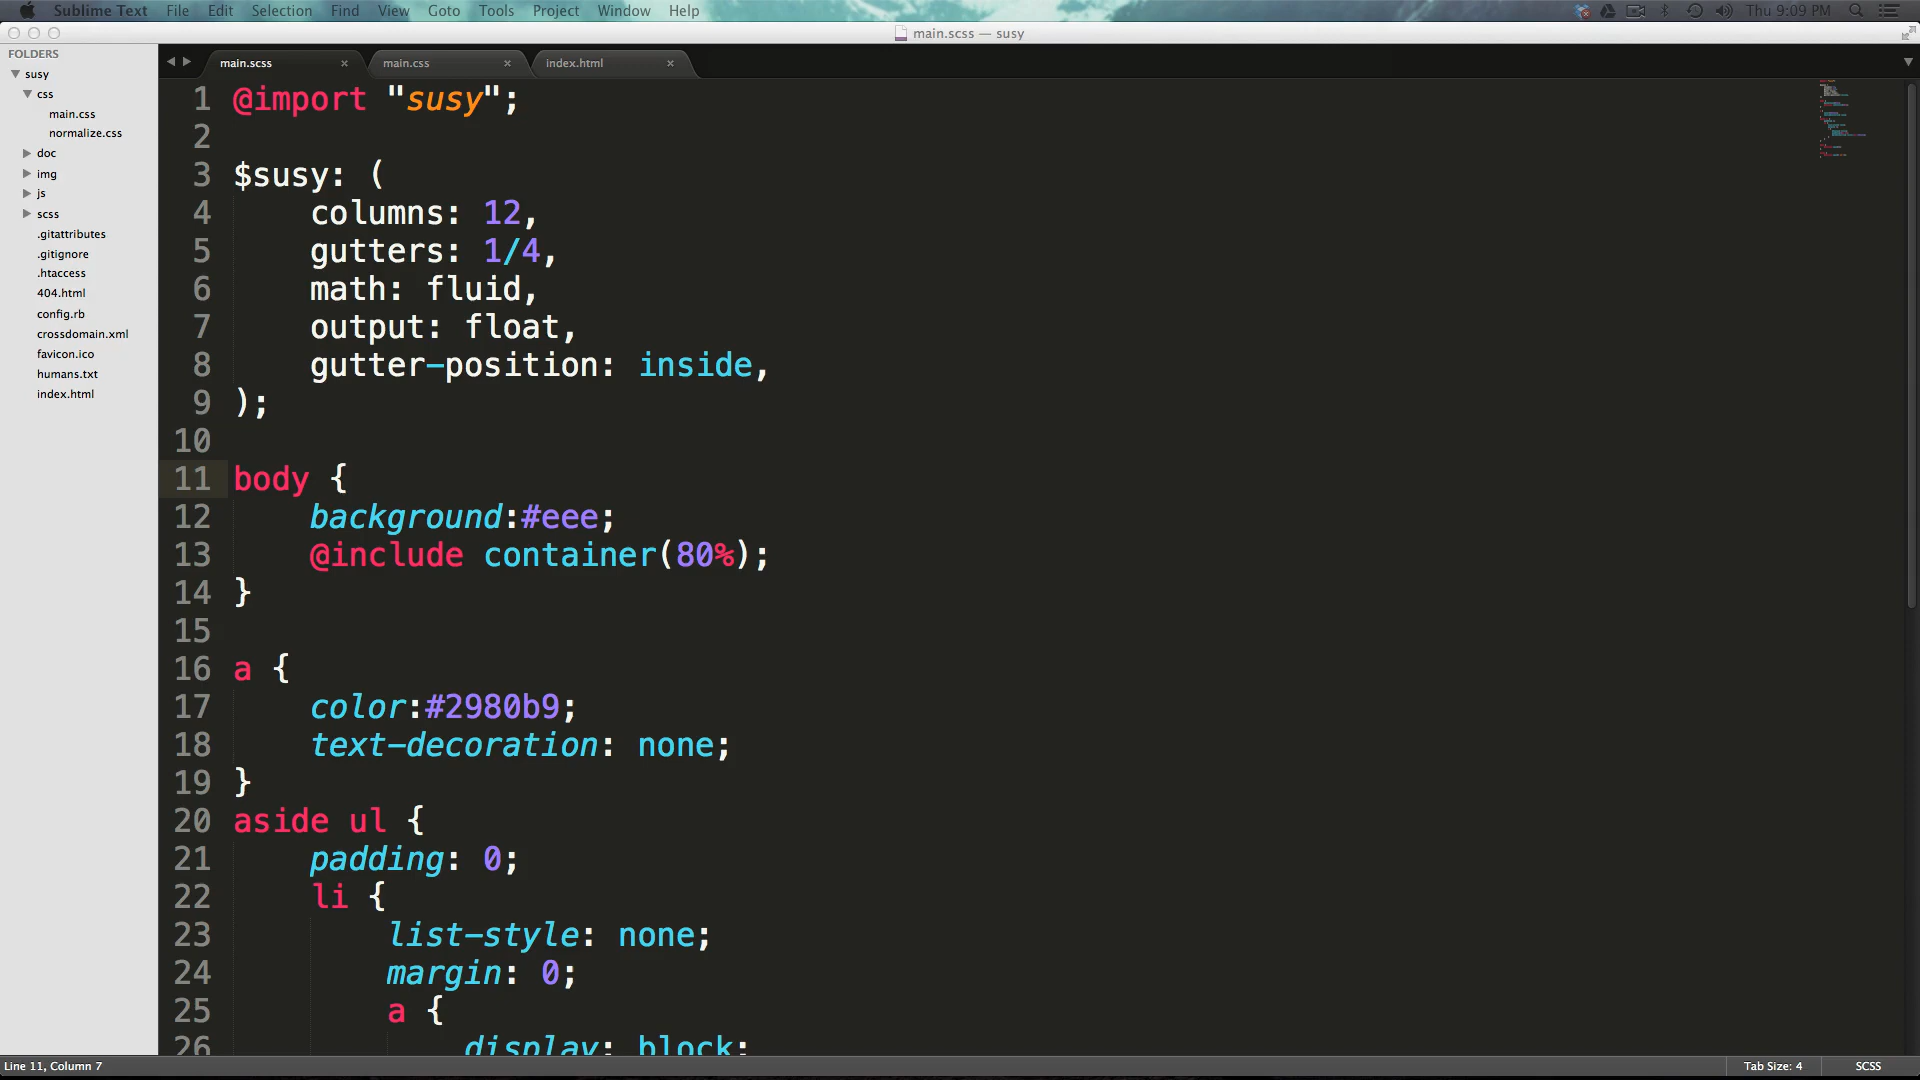 Sublime Text File Edit Selection Find View Goto Tools Project Window Help Thu 9:09 PM
main.scss — susy
FOLDERS
susy
css
main.css
normalize.css
doc
img
js
scss
.gitattributes
.gitignore
.htaccess
404.html
config.rb
crossdomain.xml
favicon.ico
humans.txt
index.html
main.scss × main.css × index.html ×
1 @import "susy";
2
3 $susy: (
4 columns: 12,
5 gutters: 1/4,
6 math: fluid,
7 output: float,
8 gutter-position: inside,
9 );
10
11 body {
12 background:#eee;
13 @include container(80%);
14 }
15
16 a {
17 color:#2980b9;
18 text-decoration: none;
19 }
20 aside ul {
21 padding: 0;
22 li {
23 list-style: none;
24 margin: 0;
25 a {
26 display: block;
Line 11, Column 7 Tab Size: 4 SCSS